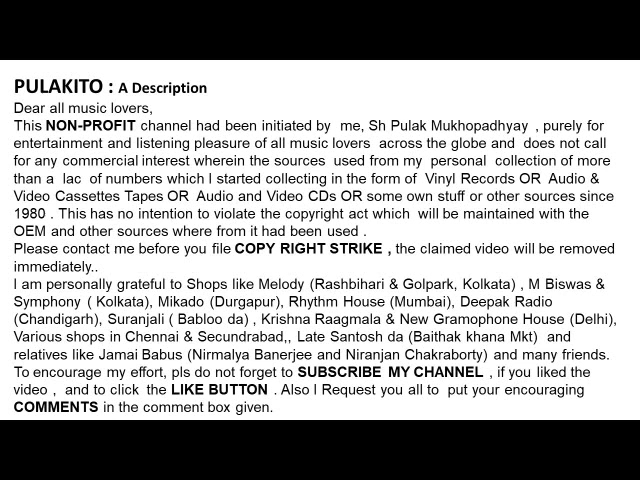 PULAKITO : A Description
Dear all music lovers,
This NON-PROFIT channel had been initiated by me, Sh Pulak Mukhopadhyay , purely for
entertainment and listening pleasure of all music lovers across the globe and does not call
for any commercial interest wherein the sources used from my personal collection of more
than a lac of numbers which I started collecting in the form of Vinyl Records OR Audio &
Video Cassettes Tapes OR Audio and Video CDs OR some own stuff or other sources since
1980 . This has no intention to violate the copyright act which will be maintained with the
OEM and other sources where from it had been used .
Please contact me before you file COPY RIGHT STRIKE , the claimed video will be removed
immediately..
I am personally grateful to Shops like Melody (Rashbihari & Golpark, Kolkata) , M Biswas &
Symphony ( Kolkata), Mikado (Durgapur), Rhythm House (Mumbai), Deepak Radio
(Chandigarh), Suranjali ( Babloo da) , Krishna Raagmala & New Gramophone House (Delhi),
Various shops in Chennai & Secundrabad,, Late Santosh da (Baithak khana Mkt) and
relatives like Jamai Babus (Nirmalya Banerjee and Niranjan Chakraborty) and many friends.
To encourage my effort, pls do not forget to SUBSCRIBE MY CHANNEL , if you liked the
video , and to click the LIKE BUTTON . Also I Request you all to put your encouraging
COMMENTS in the comment box given.